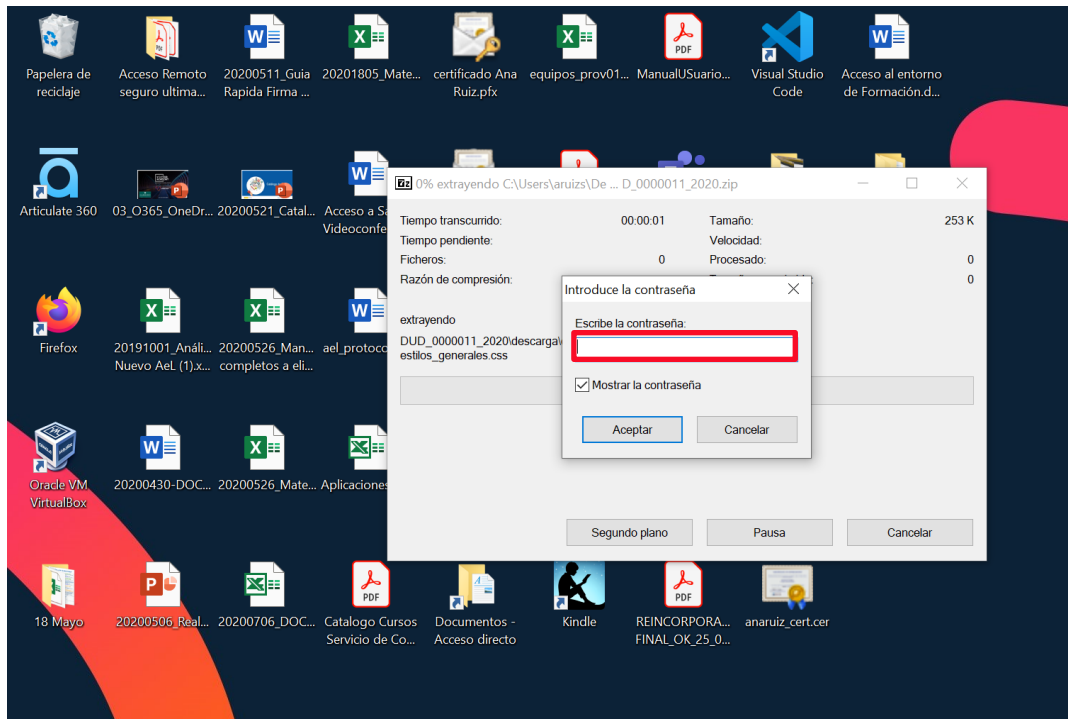 Papelera de
reciclaje
Acceso Remoto
seguro ultima...
20200511_Guia
Rapida Firma ...
20201805_Mate...
certificado Ana
Ruiz.pfx
equipos_prov01...
ManualUSuario...
Visual Studio
Code
Acceso al entorno
de Formación.d...
Articulate 360
03_O365_OneDr...
20200521_Catal...
Acceso a Sa
Videoconfe
Firefox
20191001_Análi...
Nuevo AeL (1).x...
20200526_Man...
completos a eli...
ael_protoco
Oracle VM
VirtualBox
20200430-DOC...
20200526_Mate...
Aplicaciones
18 Mayo
20200506_Real...
20200706_DOC...
Catalogo Cursos
Servicio de Co...
Documentos -
Acceso directo
Kindle
REINCORPORA...
FINAL_OK_25_0...
anaruiz_cert.cer
0% extrayendo C:\Users\aruizs\De ... D_0000011_2020.zip
Tiempo transcurrido: 00:00:01 Tamaño: 253 K
Tiempo pendiente: Velocidad:
Ficheros: 0 Procesado: 0
Razón de compresión: 0
extrayendo
DUD_0000011_2020\descarga\
estilos_generales.css
Introduce la contraseña
Escribe la contraseña:
Mostrar la contraseña
Aceptar Cancelar
Segundo plano Pausa Cancelar